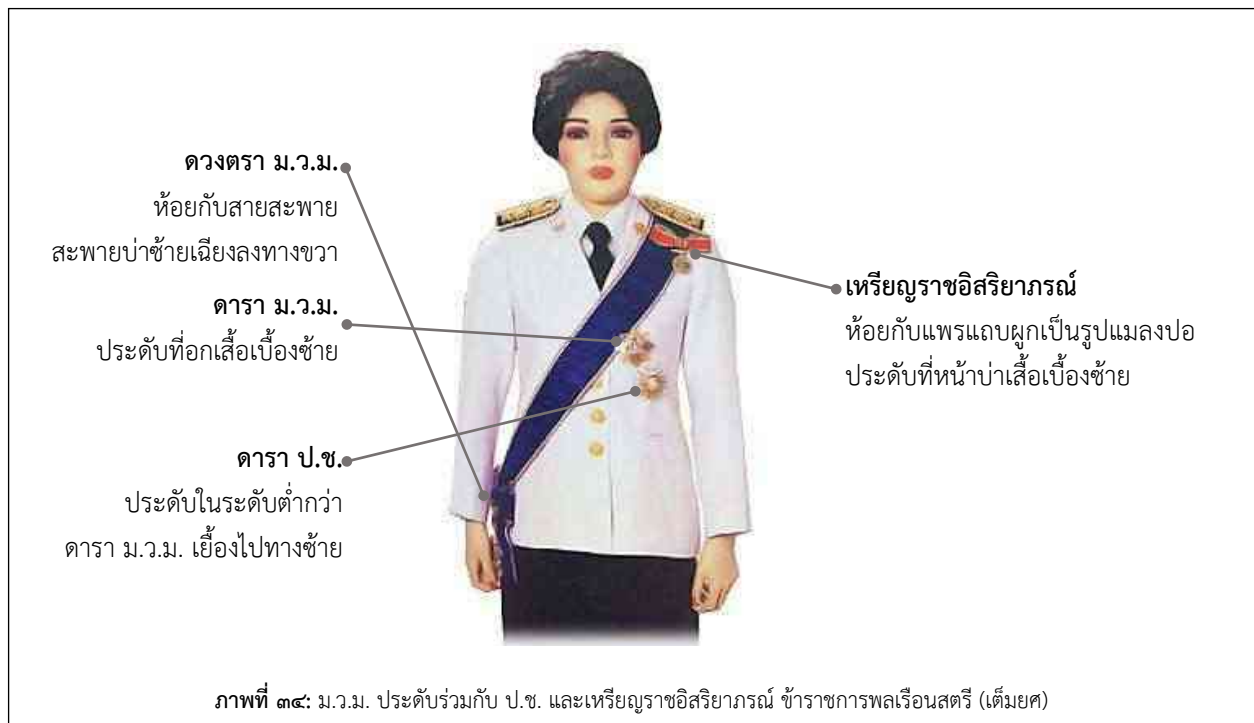 ดวงตรา ม.ว.ม.
ห้อยกับสายสะพาย
สะพายบ่าซ้ายเฉียงลงทางขวา
ดารา ม.ว.ม.
ประดับที่อกเสื้อเบื้องซ้าย
ดารา ป.ช.
ประดับในระดับต่ำกว่า
ดารา ม.ว.ม. เยื้องไปทางซ้าย
เหรียญราชอิสริยาภรณ์
ห้อยกับแพรแถบผูกเป็นรูปแมลงปอ
ประดับที่หน้าบ่าเสื้อเบื้องซ้าย
ภาพที่ ๓๔: ม.ว.ม. ประดับร่วมกับ ป.ช. และเหรียญราชอิสริยาภรณ์ ข้าราชการพลเรือนสตรี (เต็มยศ)